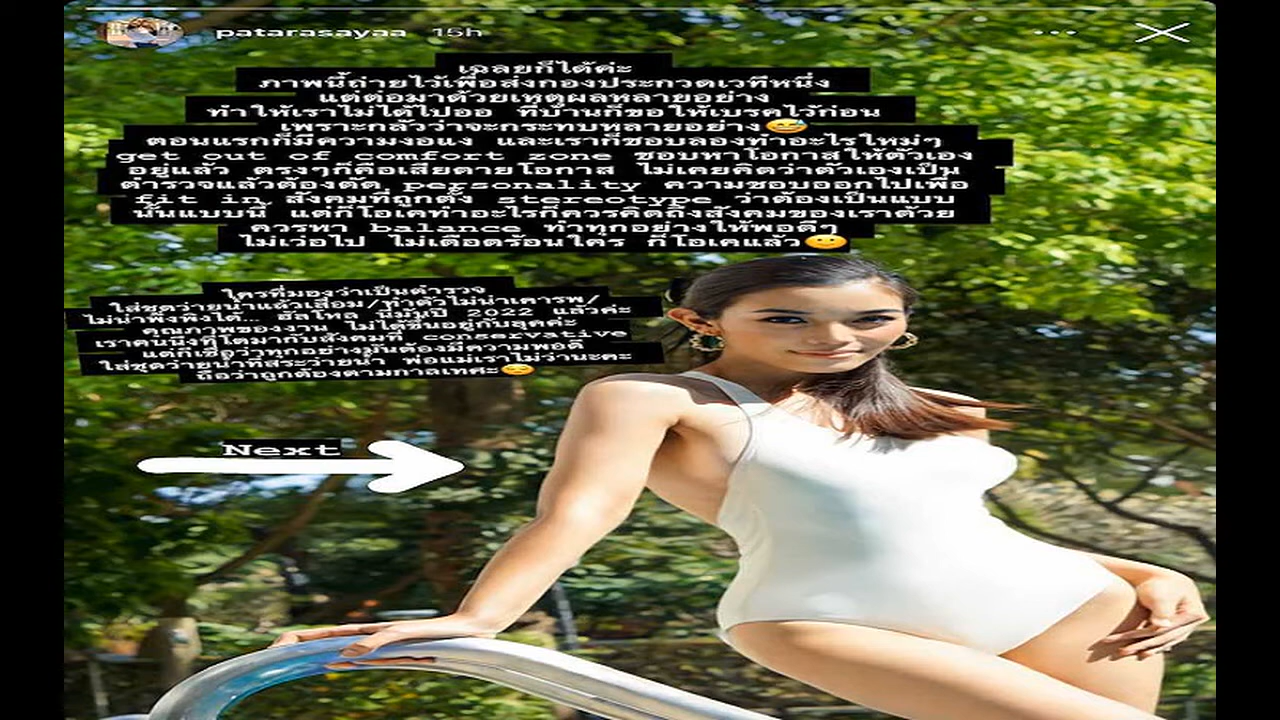 patarasayaa 15h
เฉลยก็ได้ค่ะ
ภาพนี้ถ่ายไว้เพื่อส่งกองประกวดเวทีหนึ่ง
แต่ต่อมาด้วยเหตุผลหลายอย่าง
ทำให้เราไม่ได้ไปออ ที่บ้านก็ขอให้เบรคไว้ก่อน
เพราะกลัวว่าจะกระทบหลายอย่าง😅
ตอนแรกก็มีความงอแง และเราก็ชอบลองทำอะไรใหม่ๆ
get out of comfort zone ชอบหาโอกาสให้ตัวเอง
อยู่แล้ว ตรงๆก็คือเสียดายโอกาส ไม่เคยคิดว่าตัวเองเป็น
ตำรวจแล้วต้องตัด personality ความชอบออกไปเพื่อ
fit in สังคมที่ถูกตั้ง stereotype ว่าต้องเป็นแบบ
นั้นแบบนี้ แต่ก็โอเคทำอะไรก็ควรคิดถึงสังคมของเราด้วย
ควรหา balance ทำทุกอย่างให้พอดีๆ
ไม่เว่อไป ไม่เดือดร้อนใคร ก็โอเคแล้ว🙂
ใครที่มองว่าเป็นตำรวจ
ใส่ชุดว่ายน้ำแล้วเสื่อม/ทำตัวไม่น่าเคารพ/
ไม่น่าพึ่งพิงได้… ฮัลโหล นี่มันปี 2022 แล้วค่ะ
คุณภาพของงาน ไม่ได้ขึ้นอยู่กับลุคค่ะ
เราคนนึงที่โตมากับสังคมที่ conservative
แต่ก็เชื่อว่าทุกอย่างมันต้องมีความพอดี
ใส่ชุดว่ายน้ำที่สระว่ายน้ำ พ่อแม่เราไม่ว่านะคะ
ถือว่าถูกต้องตามกาลเทศะ😌
Next